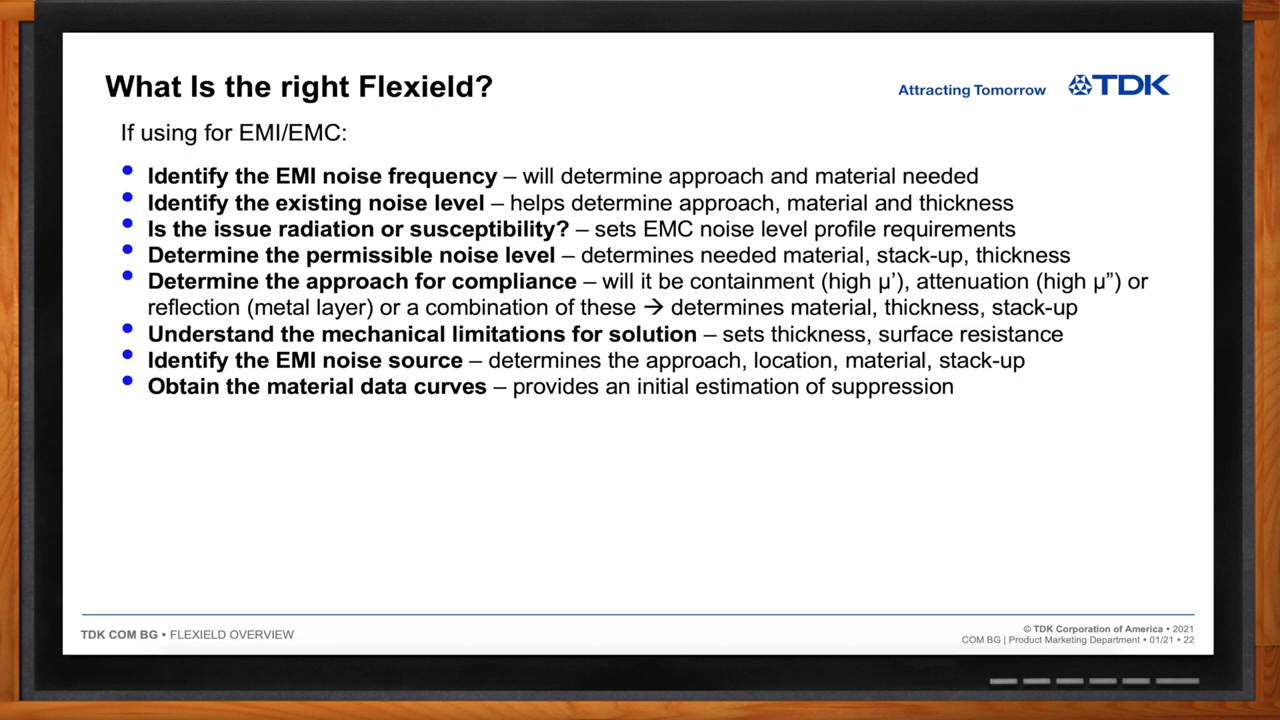 What Is the right Flexield?
Attracting Tomorrow
TDK
If using for EMI/EMC:
• Identify the EMI noise frequency – will determine approach and material needed
• Identify the existing noise level – helps determine approach, material and thickness
• Is the issue radiation or susceptibility? – sets EMC noise level profile requirements
• Determine the permissible noise level – determines needed material, stack-up, thickness
• Determine the approach for compliance – will it be containment (high µ’), attenuation (high µ”) or
reflection (metal layer) or a combination of these → determines material, thickness, stack-up
• Understand the mechanical limitations for solution – sets thickness, surface resistance
• Identify the EMI noise source – determines the approach, location, material, stack-up
• Obtain the material data curves – provides an initial estimation of suppression
TDK COM BG • FLEXIELD OVERVIEW
© TDK Corporation of America • 2021
COM BG | Product Marketing Department • 01/21 • 22